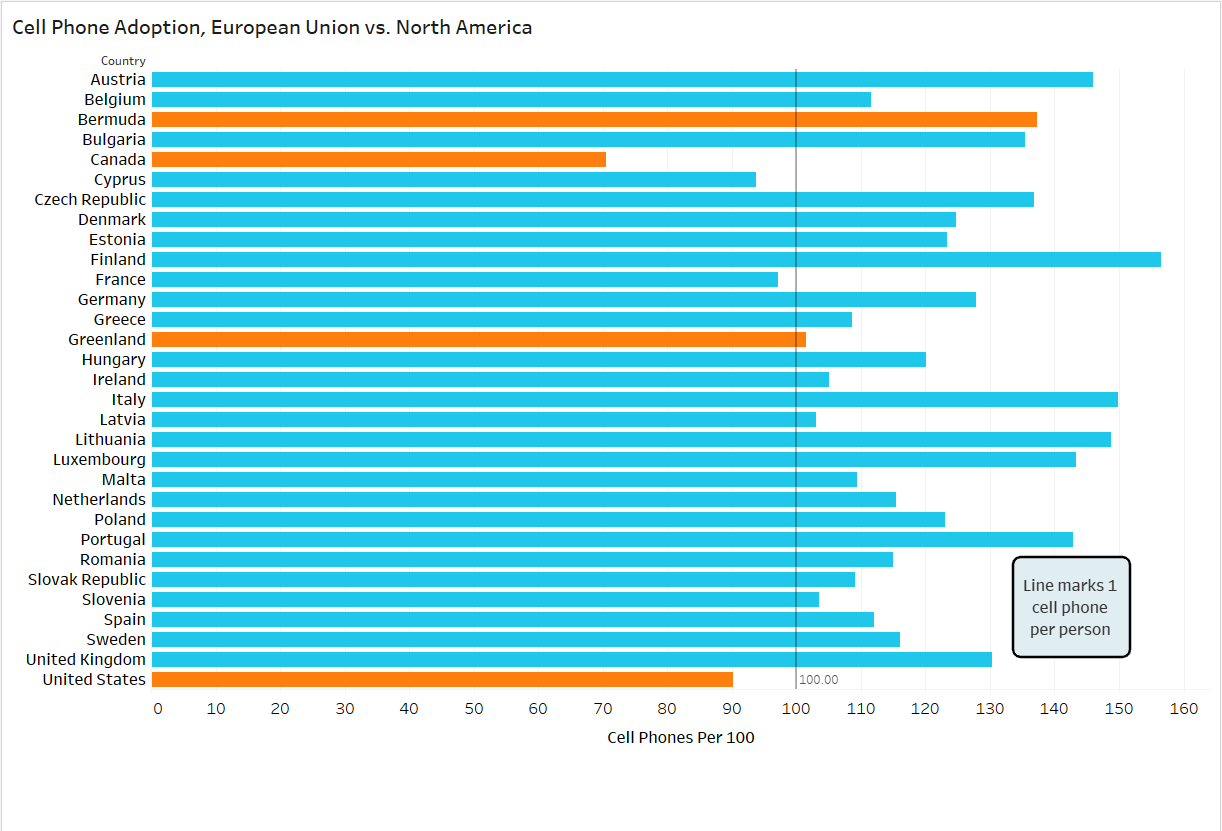 Cell Phone Adoption, European Union vs. North America
Country
Austria
Belgium
Bermuda
Bulgaria
Canada
Cyprus
Czech Republic
Denmark
Estonia
Finland
France
Germany
Greece
Greenland
Hungary
Ireland
Italy
Latvia
Lithuania
Luxembourg
Malta
Netherlands
Poland
Portugal
Romania
Slovak Republic
Slovenia
Spain
Sweden
United Kingdom
United States
Line marks 1
cell phone
per person
100.00
0 10 20 30 40 50 60 70 80 90 100 110 120 130 140 150 160
Cell Phones Per 100